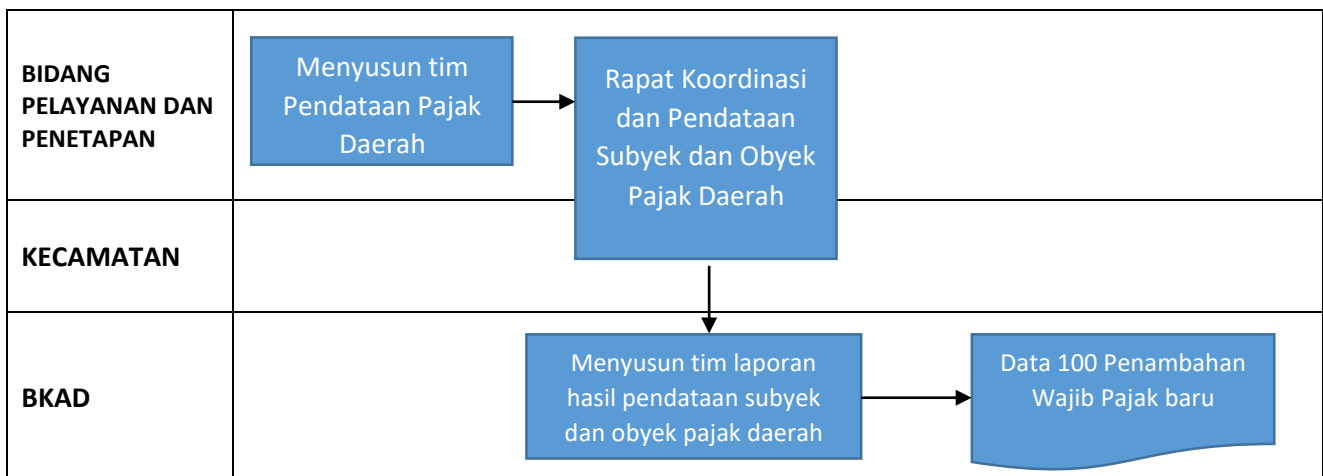 BIDANG
PELAYANAN DAN
PENETAPAN
Menyusun tim
Pendataan Pajak
Daerah
Rapat Koordinasi
dan Pendataan
Subyek dan Obyek
Pajak Daerah
KECAMATAN
BKAD
Menyusun tim laporan
hasil pendataan subyek
dan obyek pajak daerah
Data 100 Penambahan
Wajib Pajak baru